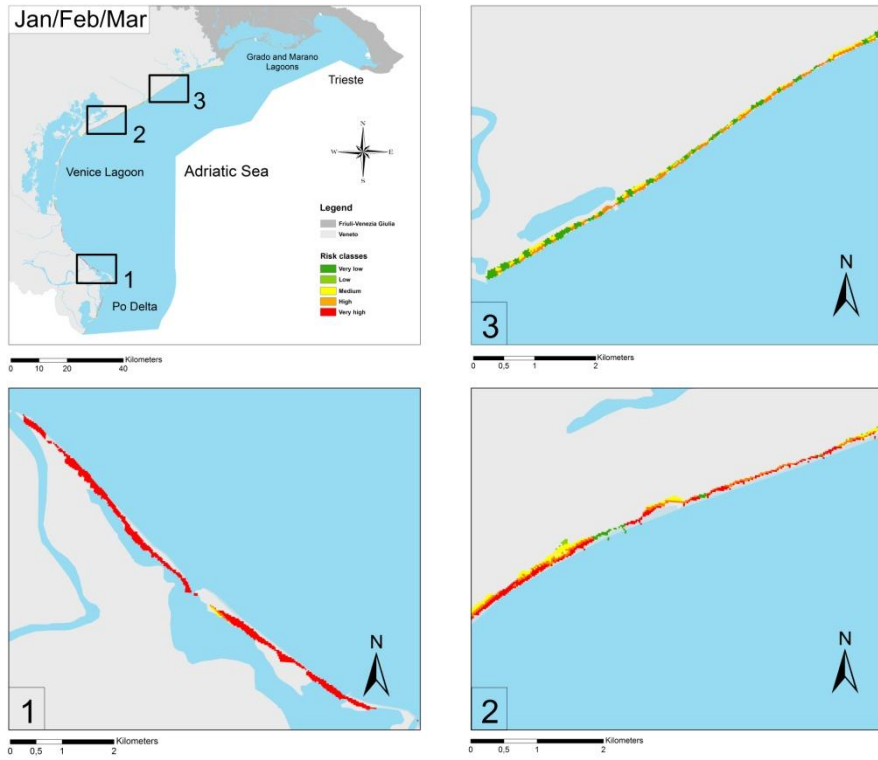 Jan/Feb/Mar
Grado and Marano
Lagoons
Trieste
3
2
Venice Lagoon
Adriatic Sea
N
W
E
S
1
Po Delta
Legend
Friuli-Venezia Giulia
Veneto
Risk classes
Very low
Low
Medium
High
Very high
Kilometers
0 10 20 40
N
3
Kilometers
0 0,5 1 2
N
1
Kilometers
0 0,5 1 2
N
2
Kilometers
0 0,5 1 2